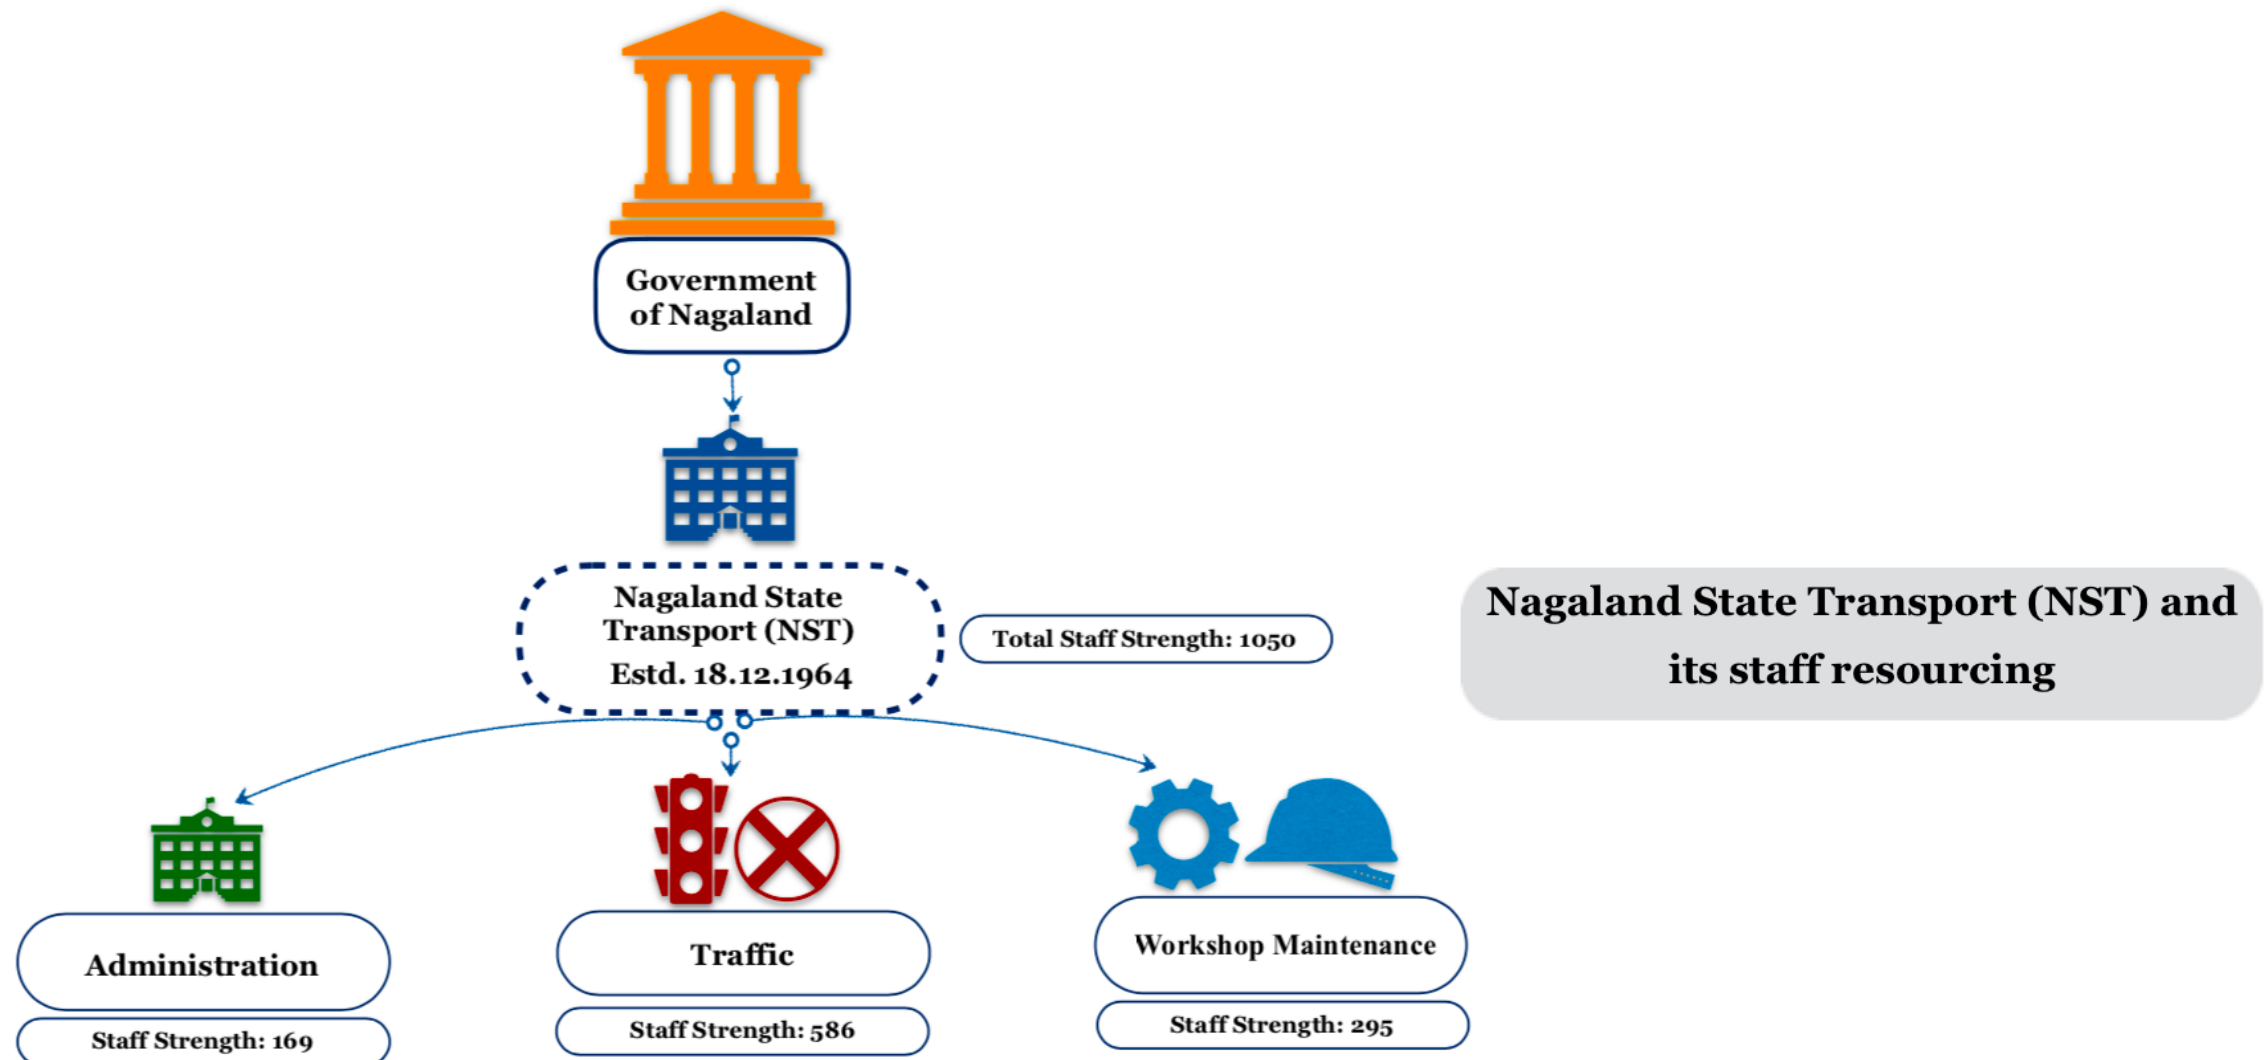 Government
of Nagaland
Nagaland State
Transport (NST)
Estd. 18.12.1964
Total Staff Strength: 1050
Nagaland State Transport (NST) and
its staff resourcing
Administration
Staff Strength: 169
Traffic
Staff Strength: 586
Workshop Maintenance
Staff Strength: 295